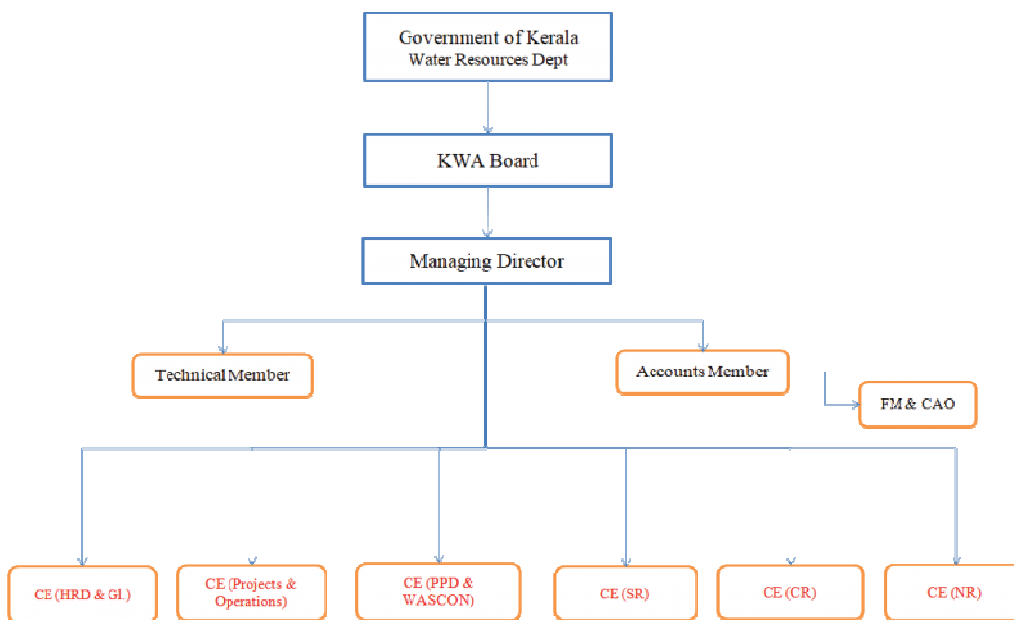 Government of Kerala
Water Resources Dept
KWA Board
Managing Director
Technical Member
Accounts Member
FM & CAO
CE (HRD & Gl.)
CE (Projects &
Operations)
CE (PPD &
WASCON)
CE (SR)
CE (CR)
CE (NR)